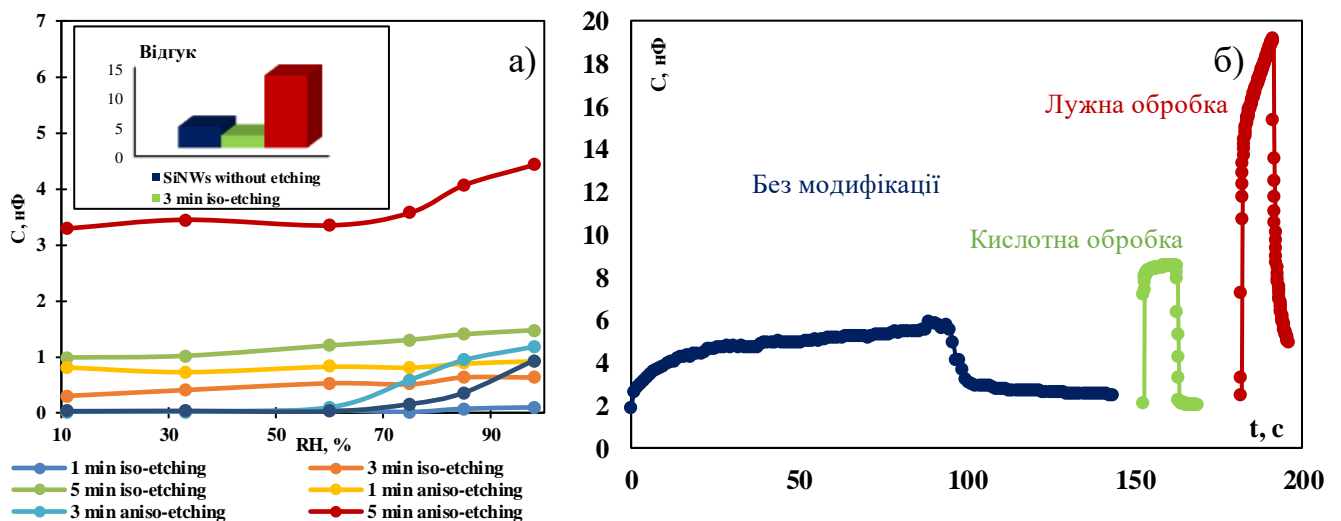 7
6
5
4
3
2
1
0
С, нФ
Відгук
15
10
5
0
SiNWs without etching
3 min iso-etching
а)
10
30
50
70
90
RH, %
1 min iso-etching
3 min iso-etching
5 min iso-etching
1 min aniso-etching
3 min aniso-etching
5 min aniso-etching
20
18
16
14
12
10
8
6
4
2
0
С, нФ
б)
Лужна обробка
Без модифікації
Кислотна обробка
t, с
0
50
100
150
200